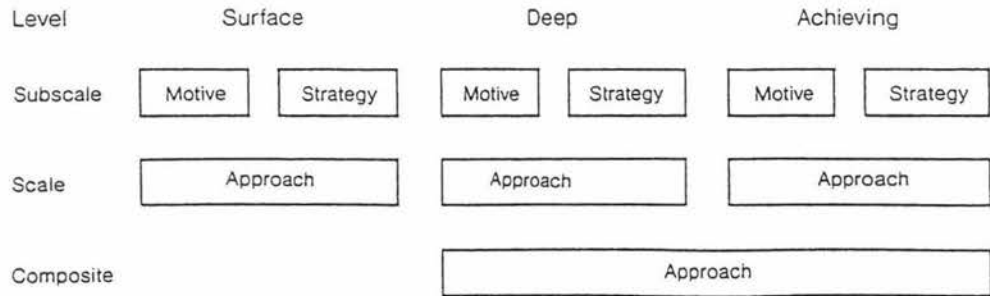 Level Surface Deep Achieving
Subscale Motive Strategy Motive Strategy Motive Strategy
Scale Approach Approach Approach
Composite Approach